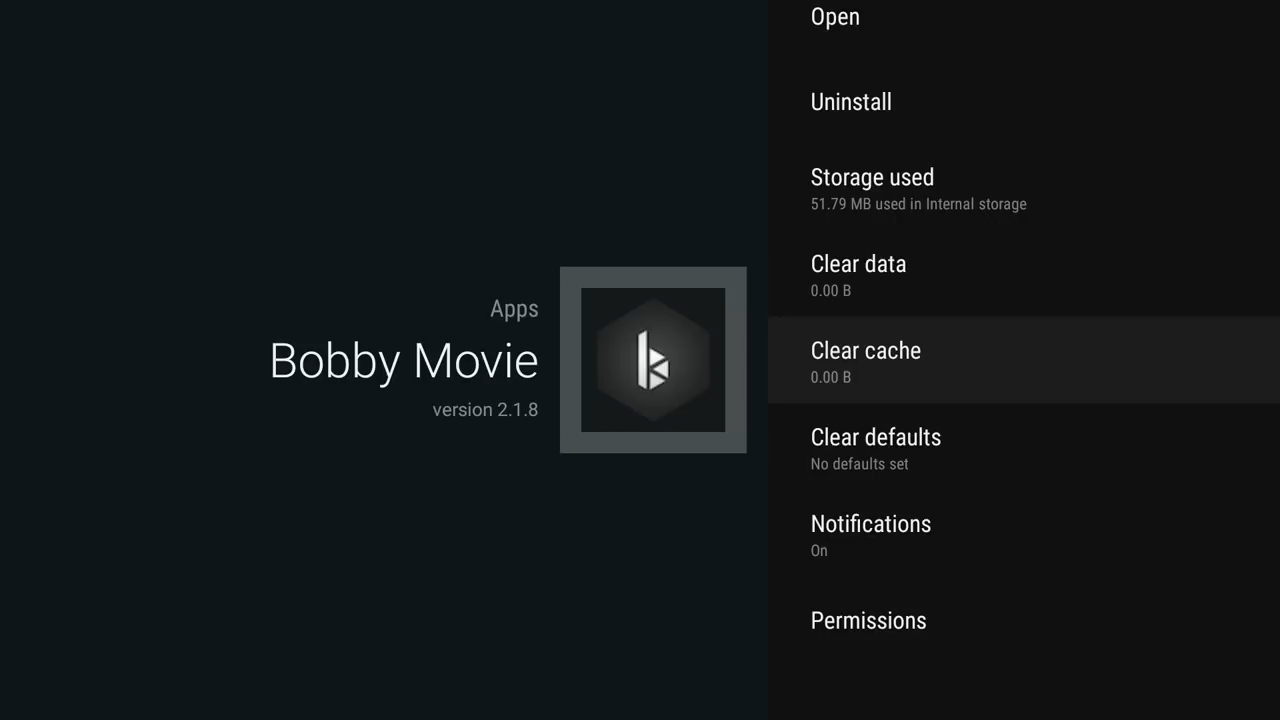 Apps
Bobby Movie
version 2.1.8
Open
Uninstall
Storage used
51.79 MB used in Internal storage
Clear data
0.00 B
Clear cache
0.00 B
Clear defaults
No defaults set
Notifications
On
Permissions